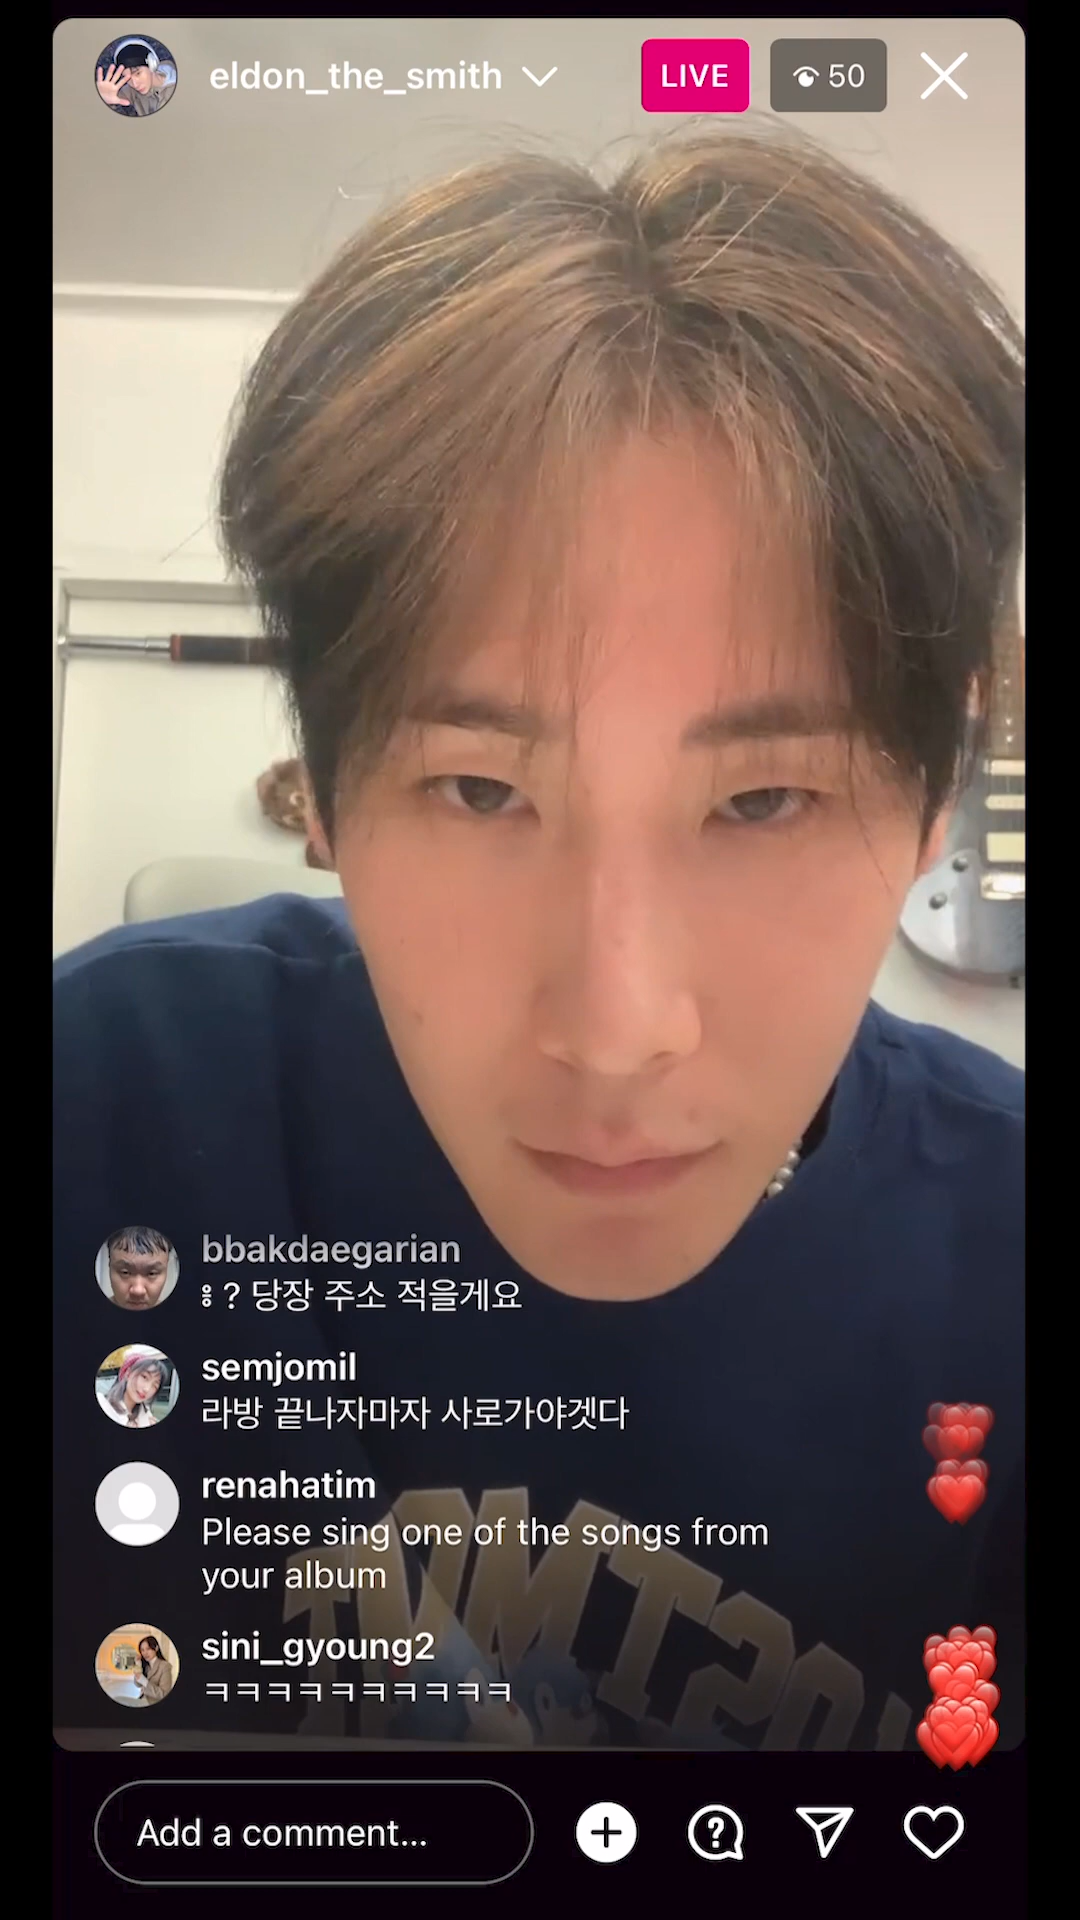 eldon_the_smith
LIVE
50
bbakdaegarian
? 당장 주소 적을게요
semjomil
라방 끝나자마자 사로가야겟다
renahatim
Please sing one of the songs from
your album
sini_gyoung2
ㅋㅋㅋㅋㅋㅋㅋㅋㅋㅋ
Add a comment...